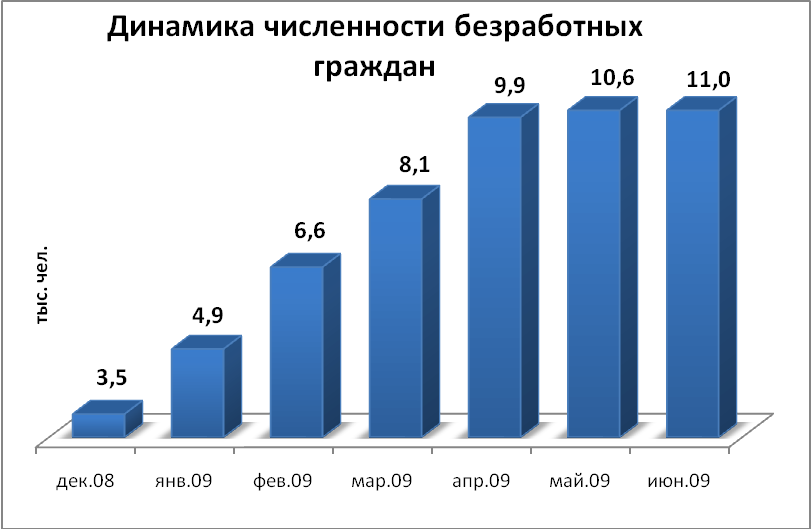 Динамика численности безработных
граждан
тыс. чел.
3,5
4,9
6,6
8,1
9,9
10,6
11,0
дек.08
янв.09
фев.09
мар.09
апр.09
май.09
июн.09